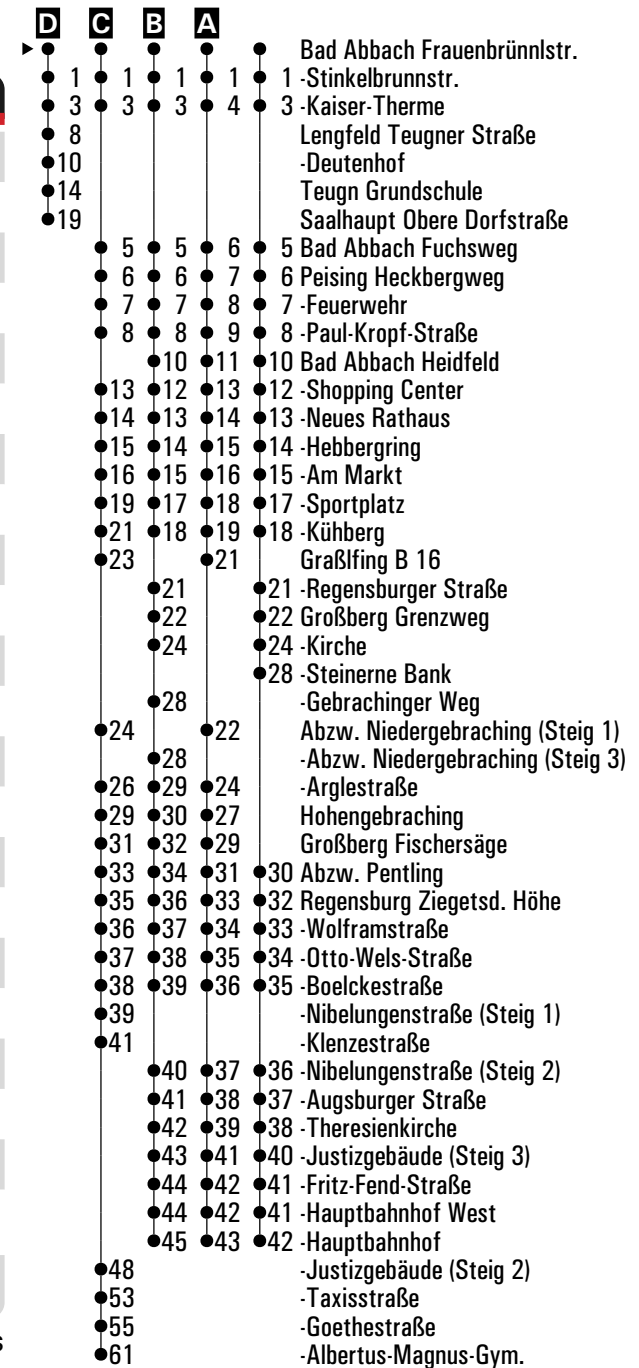 D C B A
Bad Abbach Frauenbrünnlstr.
1 1 1 1 1 -Stinkelbrunnstr.
3 3 3 4 3 -Kaiser-Therme
8 Lengfeld Teugner Straße
10 -Deutenhof
14 Teugn Grundschule
19 Saalhaupt Obere Dorfstraße
5 5 6 5 Bad Abbach Fuchsweg
6 6 7 6 Peising Heckbergweg
7 7 8 7 -Feuerwehr
8 8 9 8 -Paul-Kropf-Straße
10 11 10 Bad Abbach Heidfeld
13 12 13 12 -Shopping Center
14 13 14 13 -Neues Rathaus
15 14 15 14 -Hebbergring
16 15 16 15 -Am Markt
19 17 18 17 -Sportplatz
21 18 19 18 -Kühberg
23 21 Graßlfing B 16
21 21 -Regensburger Straße
22 22 Großberg Grenzweg
24 24 -Kirche
28 -Steinerne Bank
28 -Gebrachinger Weg
24 22 Abzw. Niedergebraching (Steig 1)
28 -Abzw. Niedergebraching (Steig 3)
26 29 24 -Arglestraße
29 30 27 Hohengebraching
31 32 29 Großberg Fischersäge
33 34 31 30 Abzw. Pentling
35 36 33 32 Regensburg Ziegetsd. Höhe
36 37 34 33 -Wolframstraße
37 38 35 34 -Otto-Wels-Straße
38 39 36 35 -Boelckestraße
39 -Nibelungenstraße (Steig 1)
41 -Klenzestraße
40 37 36 -Nibelungenstraße (Steig 2)
41 38 37 -Augsburger Straße
42 39 38 -Theresienkirche
43 41 40 -Justizgebäude (Steig 3)
44 42 41 -Fritz-Fend-Straße
44 42 41 -Hauptbahnhof West
45 43 42 -Hauptbahnhof
48 -Justizgebäude (Steig 2)
53 -Taxisstraße
55 -Goethestraße
s
61 -Albertus-Magnus-Gym.